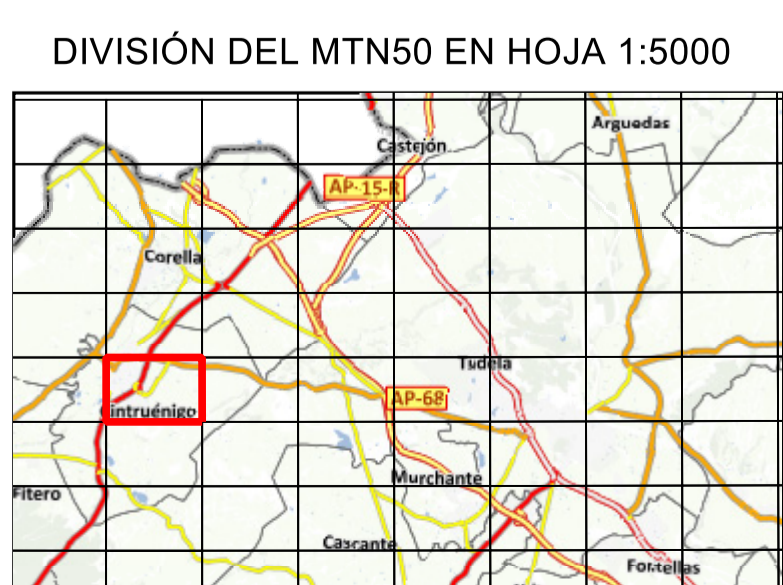 DIVISIÓN DEL MTN50 EN HOJA 1:5000
Arguedas
Castejón
AP-15-R
Corella
Tudela
AP-68
Cintruénigo
Murchante
Fitero
Cascante
Fontellas